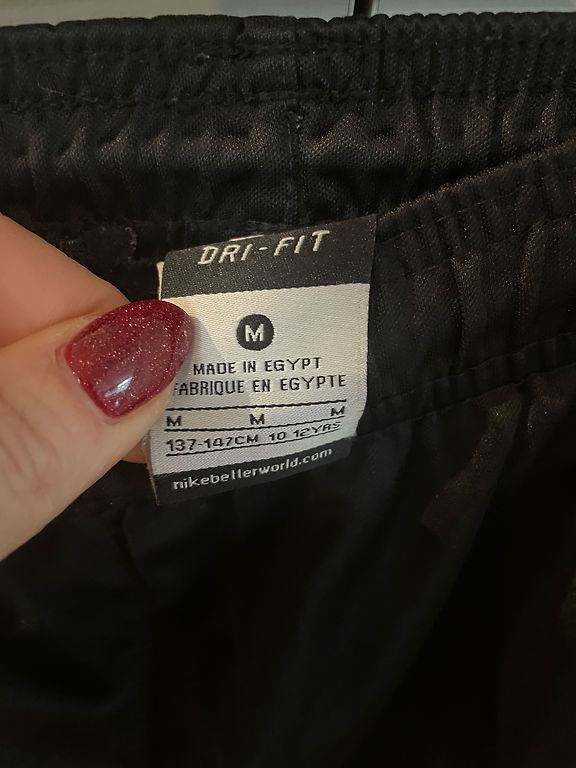 DRI-FIT
M
MADE IN EGYPT
FABRIQUE EN EGYPTE
M M M
137-147CM 10-12YRS
nikebetterworld.com